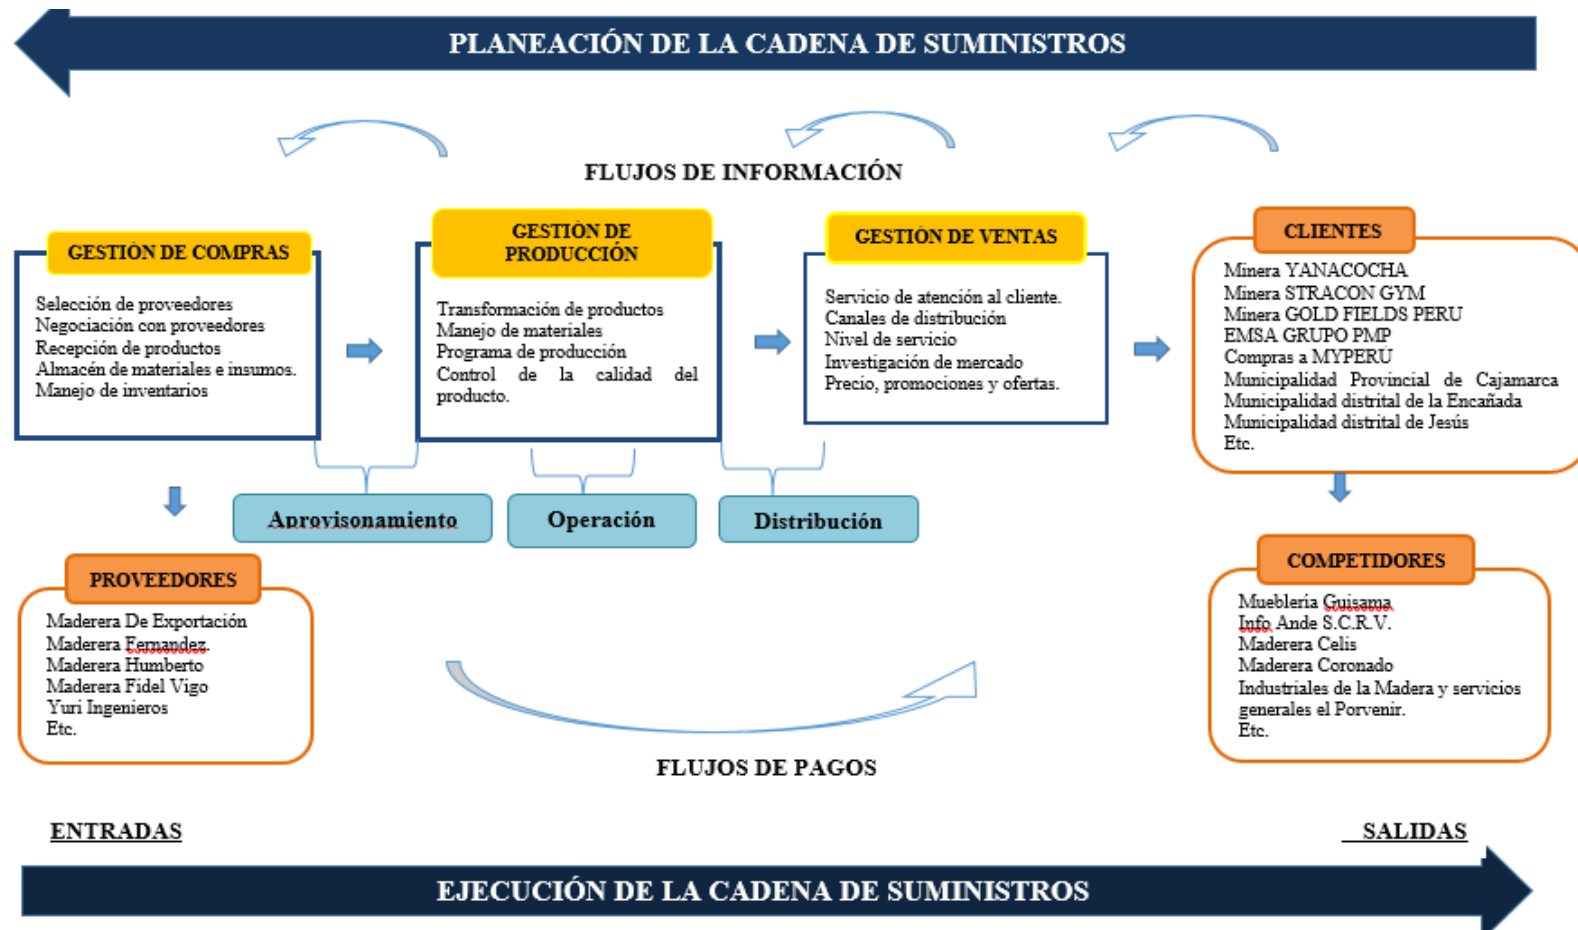 PLANEACIÓN DE LA CADENA DE SUMINISTROS
FLUJOS DE INFORMACIÓN
GESTIÓN DE COMPRAS
Selección de proveedores
Negociación con proveedores
Recepción de productos
Almacén de materiales e insumos.
Manejo de inventarios
GESTIÓN DE
PRODUCCIÓN
Transformación de productos
Manejo de materiales
Programa de producción
Control de la calidad del
producto.
GESTIÓN DE VENTAS
Servicio de atención al cliente.
Canales de distribución
Nivel de servicio
Investigación de mercado
Precio, promociones y ofertas.
CLIENTES
Minera YANACOCHA
Minera STRACON GYM
Minera GOLD FIELDS PERU
EMSA GRUPO PMP
Compras a MYPERÚ
Municipalidad Provincial de Cajamarca
Municipalidad distrital de la Encañada
Municipalidad distrital de Jesús
Etc.
Aprovisonamiento
Operación
Distribución
PROVEEDORES
Maderera De Exportación
Maderera Fernandez.
Maderera Humberto
Maderera Fidel Vigo
Yuri Ingenieros
Etc.
COMPETIDORES
Mueblería Guisama
Info Ande S.C.R.V.
Maderera Celis
Maderera Coronado
Industriales de la Madera y servicios
generales el Porvenir.
Etc.
FLUJOS DE PAGOS
ENTRADAS
SALIDAS
EJECUCIÓN DE LA CADENA DE SUMINISTROS